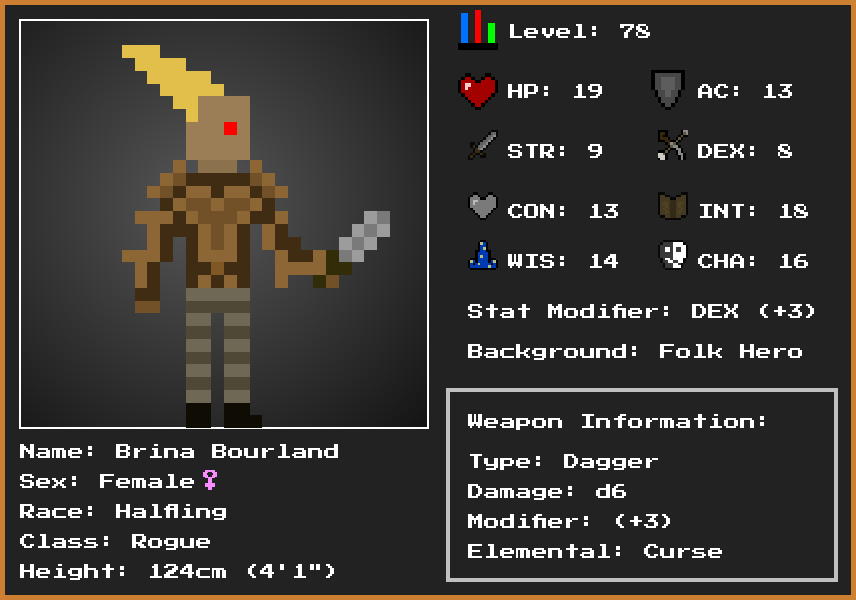 Level: 78
HP: 19
AC: 13
STR: 9
DEX: 8
CON: 13
INT: 18
WIS: 14
CHA: 16
Stat Modifier: DEX (+3)
Background: Folk Hero
Weapon Information:
Type: Dagger
Damage: d6
Modifier: (+3)
Elemental: Curse
Name: Brina Bourland
Sex: Female♀
Race: Halfling
Class: Rogue
Height: 124cm (4'1")